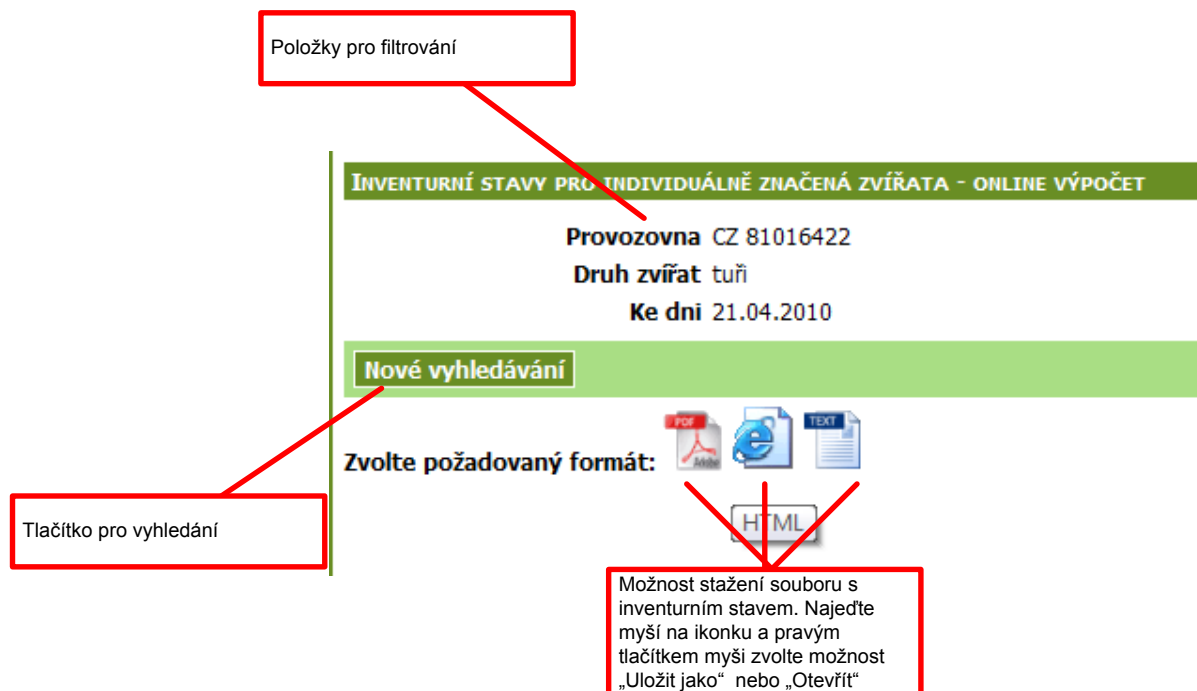 Položky pro filtrování
INVENTURNÍ STAVY PRO INDIVIDUÁLNĚ ZNAČENÁ ZVÍŘATA - ONLINE VÝPOČET
Provozovna CZ 81016422
Druh zvířat tuři
Ke dni 21.04.2010
Nové vyhledávání
PDF
Adobe
TEXT
Zvolte požadovaný formát:
Tlačítko pro vyhledání
HTML
Možnost stažení souboru s
inventurním stavem. Najeďte
myší na ikonku a pravým
tlačítkem myši zvolte možnost
„Uložit jako“ nebo „Otevřít“